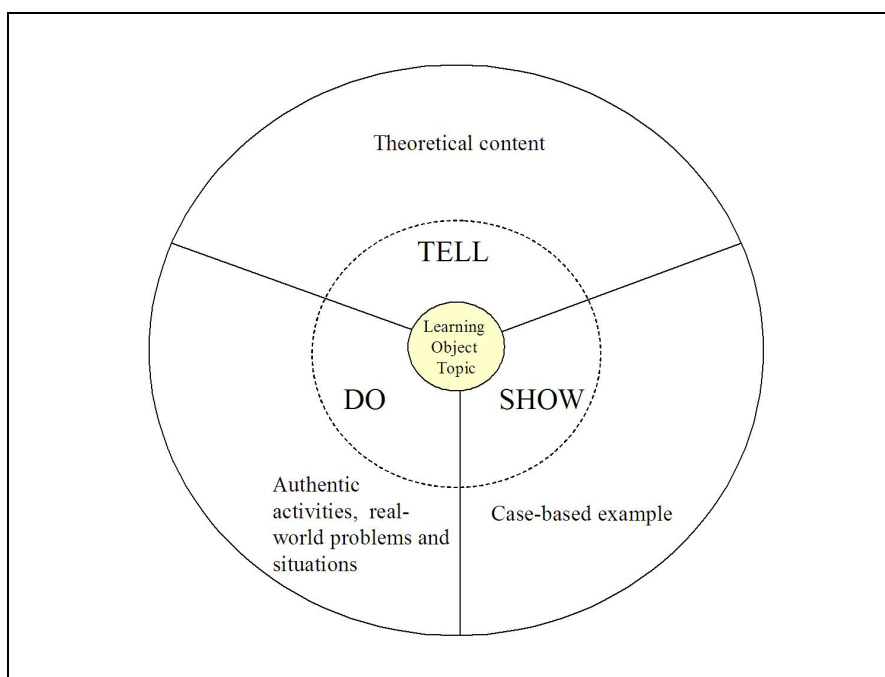 Theoretical content
TELL
Learning
Object
Topic
DO
SHOW
Authentic
activities, real-
world problems and
situations
Case-based example